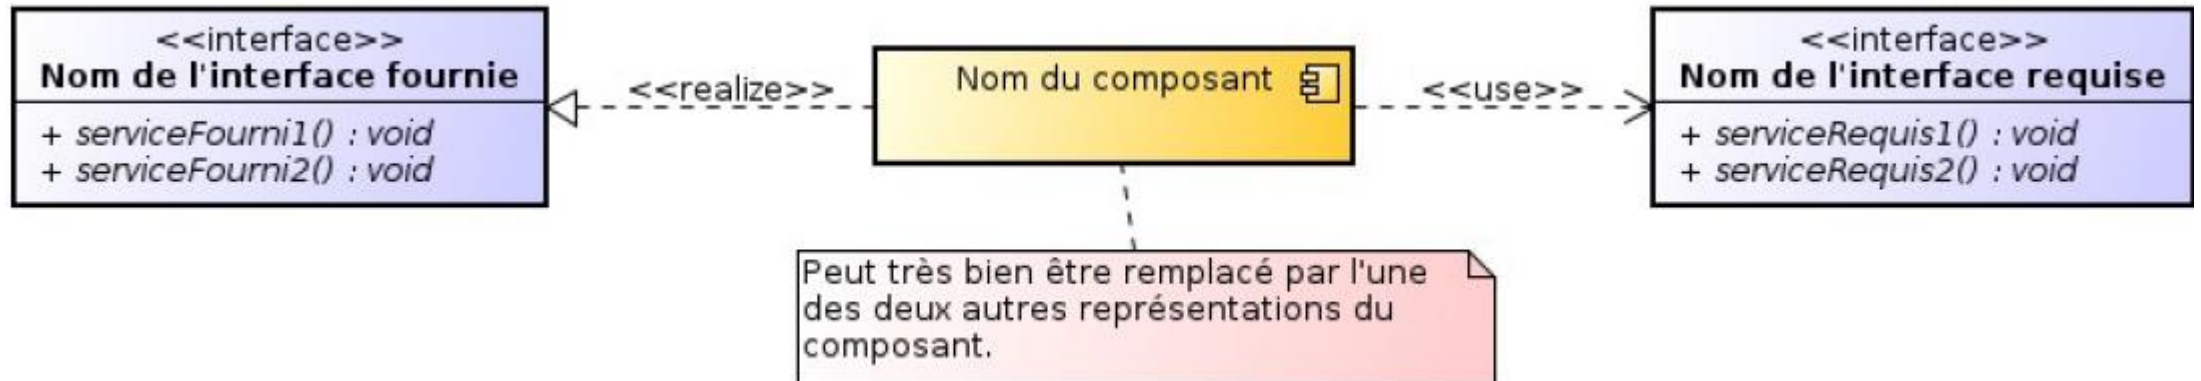 <<interface>>
Nom de l'interface fournie
+ serviceFourni1() : void
+ serviceFourni2() : void
<<realize>>
Nom du composant
<<use>>
<<interface>>
Nom de l'interface requise
+ serviceRequis1() : void
+ serviceRequis2() : void
Peut très bien être remplacé par l'une
des deux autres représentations du
composant.